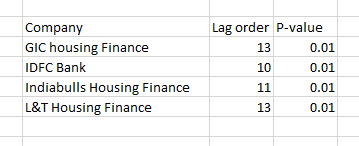 Company Lag order P-value
GIC housing Finance 13 0.01
IDFC Bank 10 0.01
Indiabulls Housing Finance 11 0.01
L&T Housing Finance 13 0.01